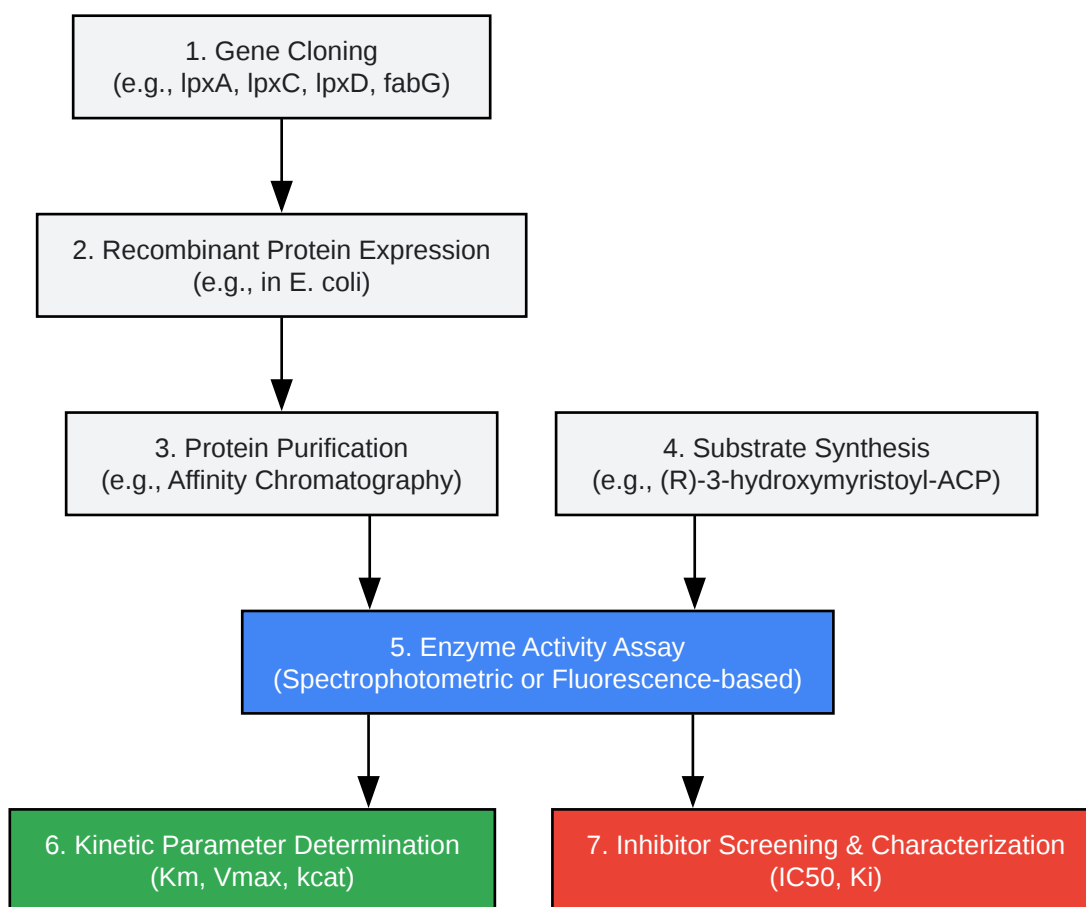 1. Gene Cloning
(e.g., lpxA, lpxC, lpxD, fabG)
2. Recombinant Protein Expression
(e.g., in E. coli)
3. Protein Purification
(e.g., Affinity Chromatography)
4. Substrate Synthesis
(e.g., (R)-3-hydroxymyristoyl-ACP)
5. Enzyme Activity Assay
(Spectrophotometric or Fluorescence-based)
6. Kinetic Parameter Determination
(Km, Vmax, kcat)
7. Inhibitor Screening & Characterization
(IC50, Ki)